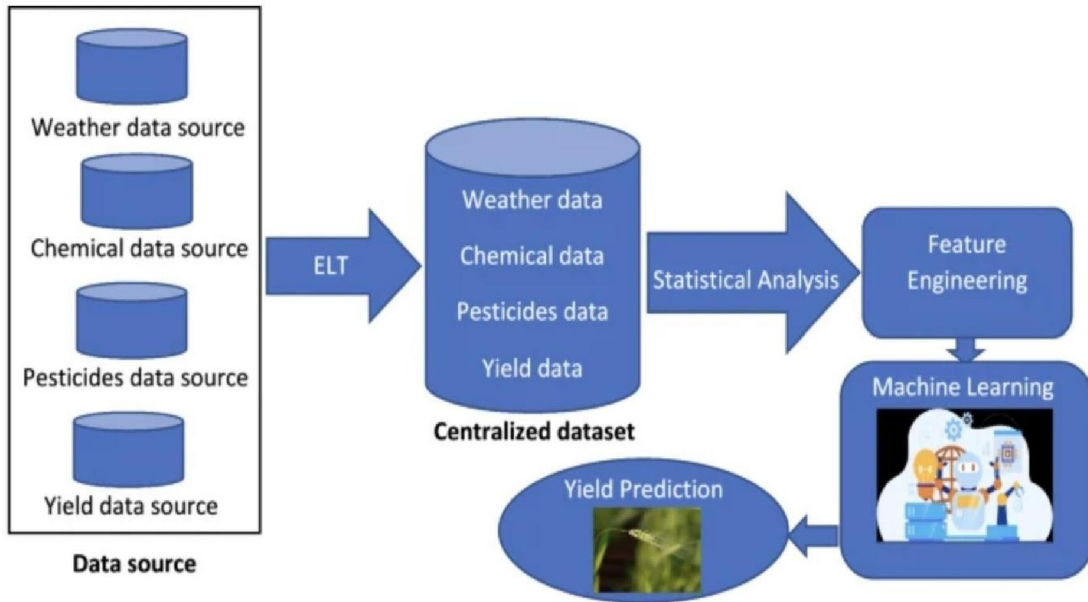 Weather data source
Chemical data source
Pesticides data source
Yield data source
Data source
ELT
Weather data
Chemical data
Pesticides data
Yield data
Centralized dataset
Statistical Analysis
Feature
Engineering
Machine Learning
Yield Prediction